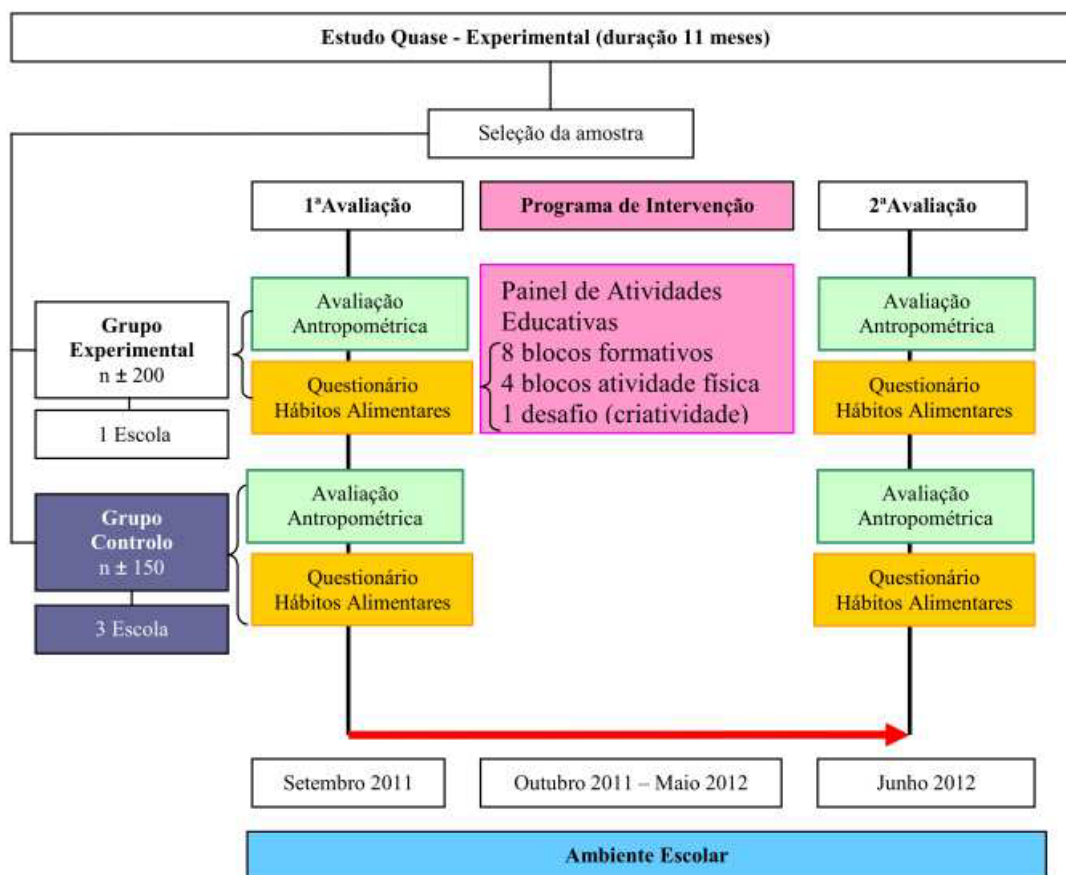 Estudo Quase - Experimental (duração 11 meses)
Seleção da amostra
1ªAvaliação
Programa de Intervenção
2ªAvaliação
Grupo
Experimental
n ± 200
1 Escola
Avaliação
Antropométrica
Questionário
Hábitos Alimentares
Painel de Atividades
Educativas
8 blocos formativos
4 blocos atividade física
1 desafio (criatividade)
Avaliação
Antropométrica
Questionário
Hábitos Alimentares
Grupo
Controlo
n ± 150
3 Escola
Avaliação
Antropométrica
Questionário
Hábitos Alimentares
Avaliação
Antropométrica
Questionário
Hábitos Alimentares
Setembro 2011
Outubro 2011 – Maio 2012
Junho 2012
Ambiente Escolar